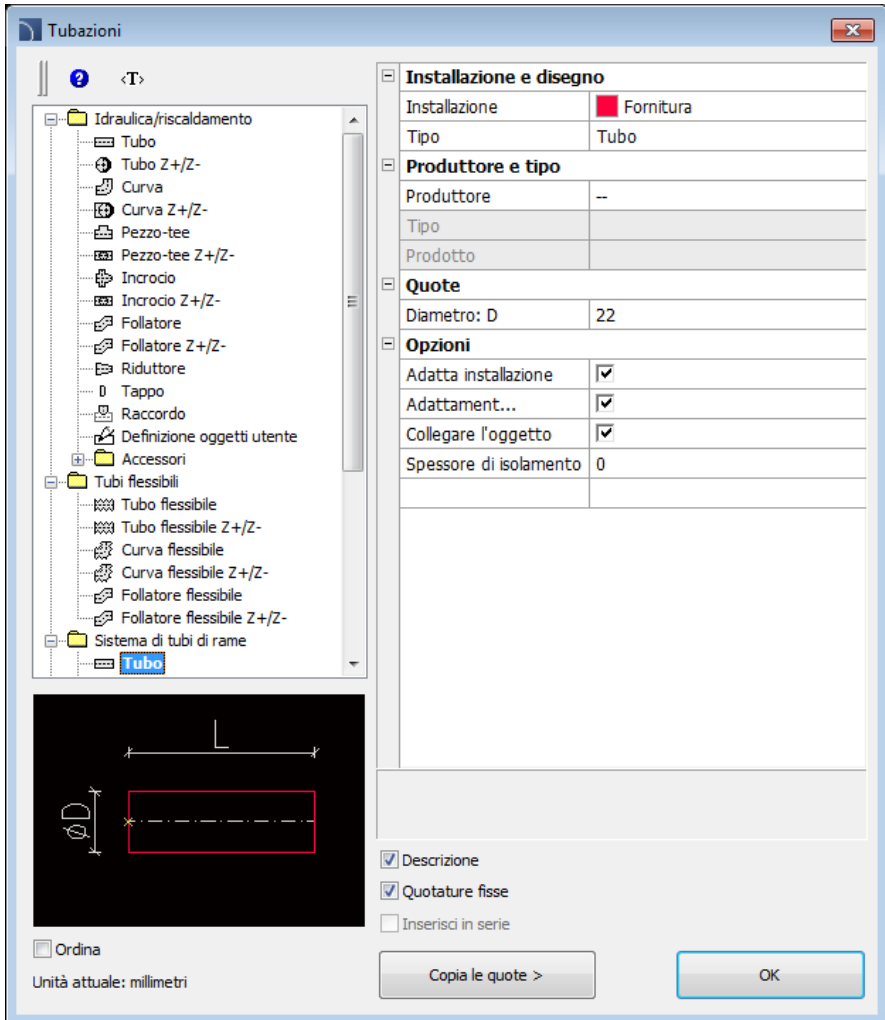 Tubazioni
<T>
Idraulica/riscaldamento
Tubo
Tubo Z+/Z-
Curva
Curva Z+/Z-
Pezzo-tee
Pezzo-tee Z+/Z-
Incrocio
Incrocio Z+/Z-
Follatore
Follatore Z+/Z-
Riduttore
Tappo
Raccordo
Definizione oggetti utente
Accessori
Tubi flessibili
Tubo flessibile
Tubo flessibile Z+/Z-
Curva flessibile
Curva flessibile Z+/Z-
Follatore flessibile
Follatore flessibile Z+/Z-
Sistema di tubi di rame
Tubo
L
ØD
Ordina
Unità attuale: millimetri
Installazione e disegno
Installazione Fornitura
Tipo Tubo
Produttore e tipo
Produttore --
Tipo
Prodotto
Quote
Diametro: D 22
Opzioni
Adatta installazione
Adattament...
Collegare l'oggetto
Spessore di isolamento 0
Descrizione
Quotature fisse
Inserisci in serie
Copia le quote >
OK